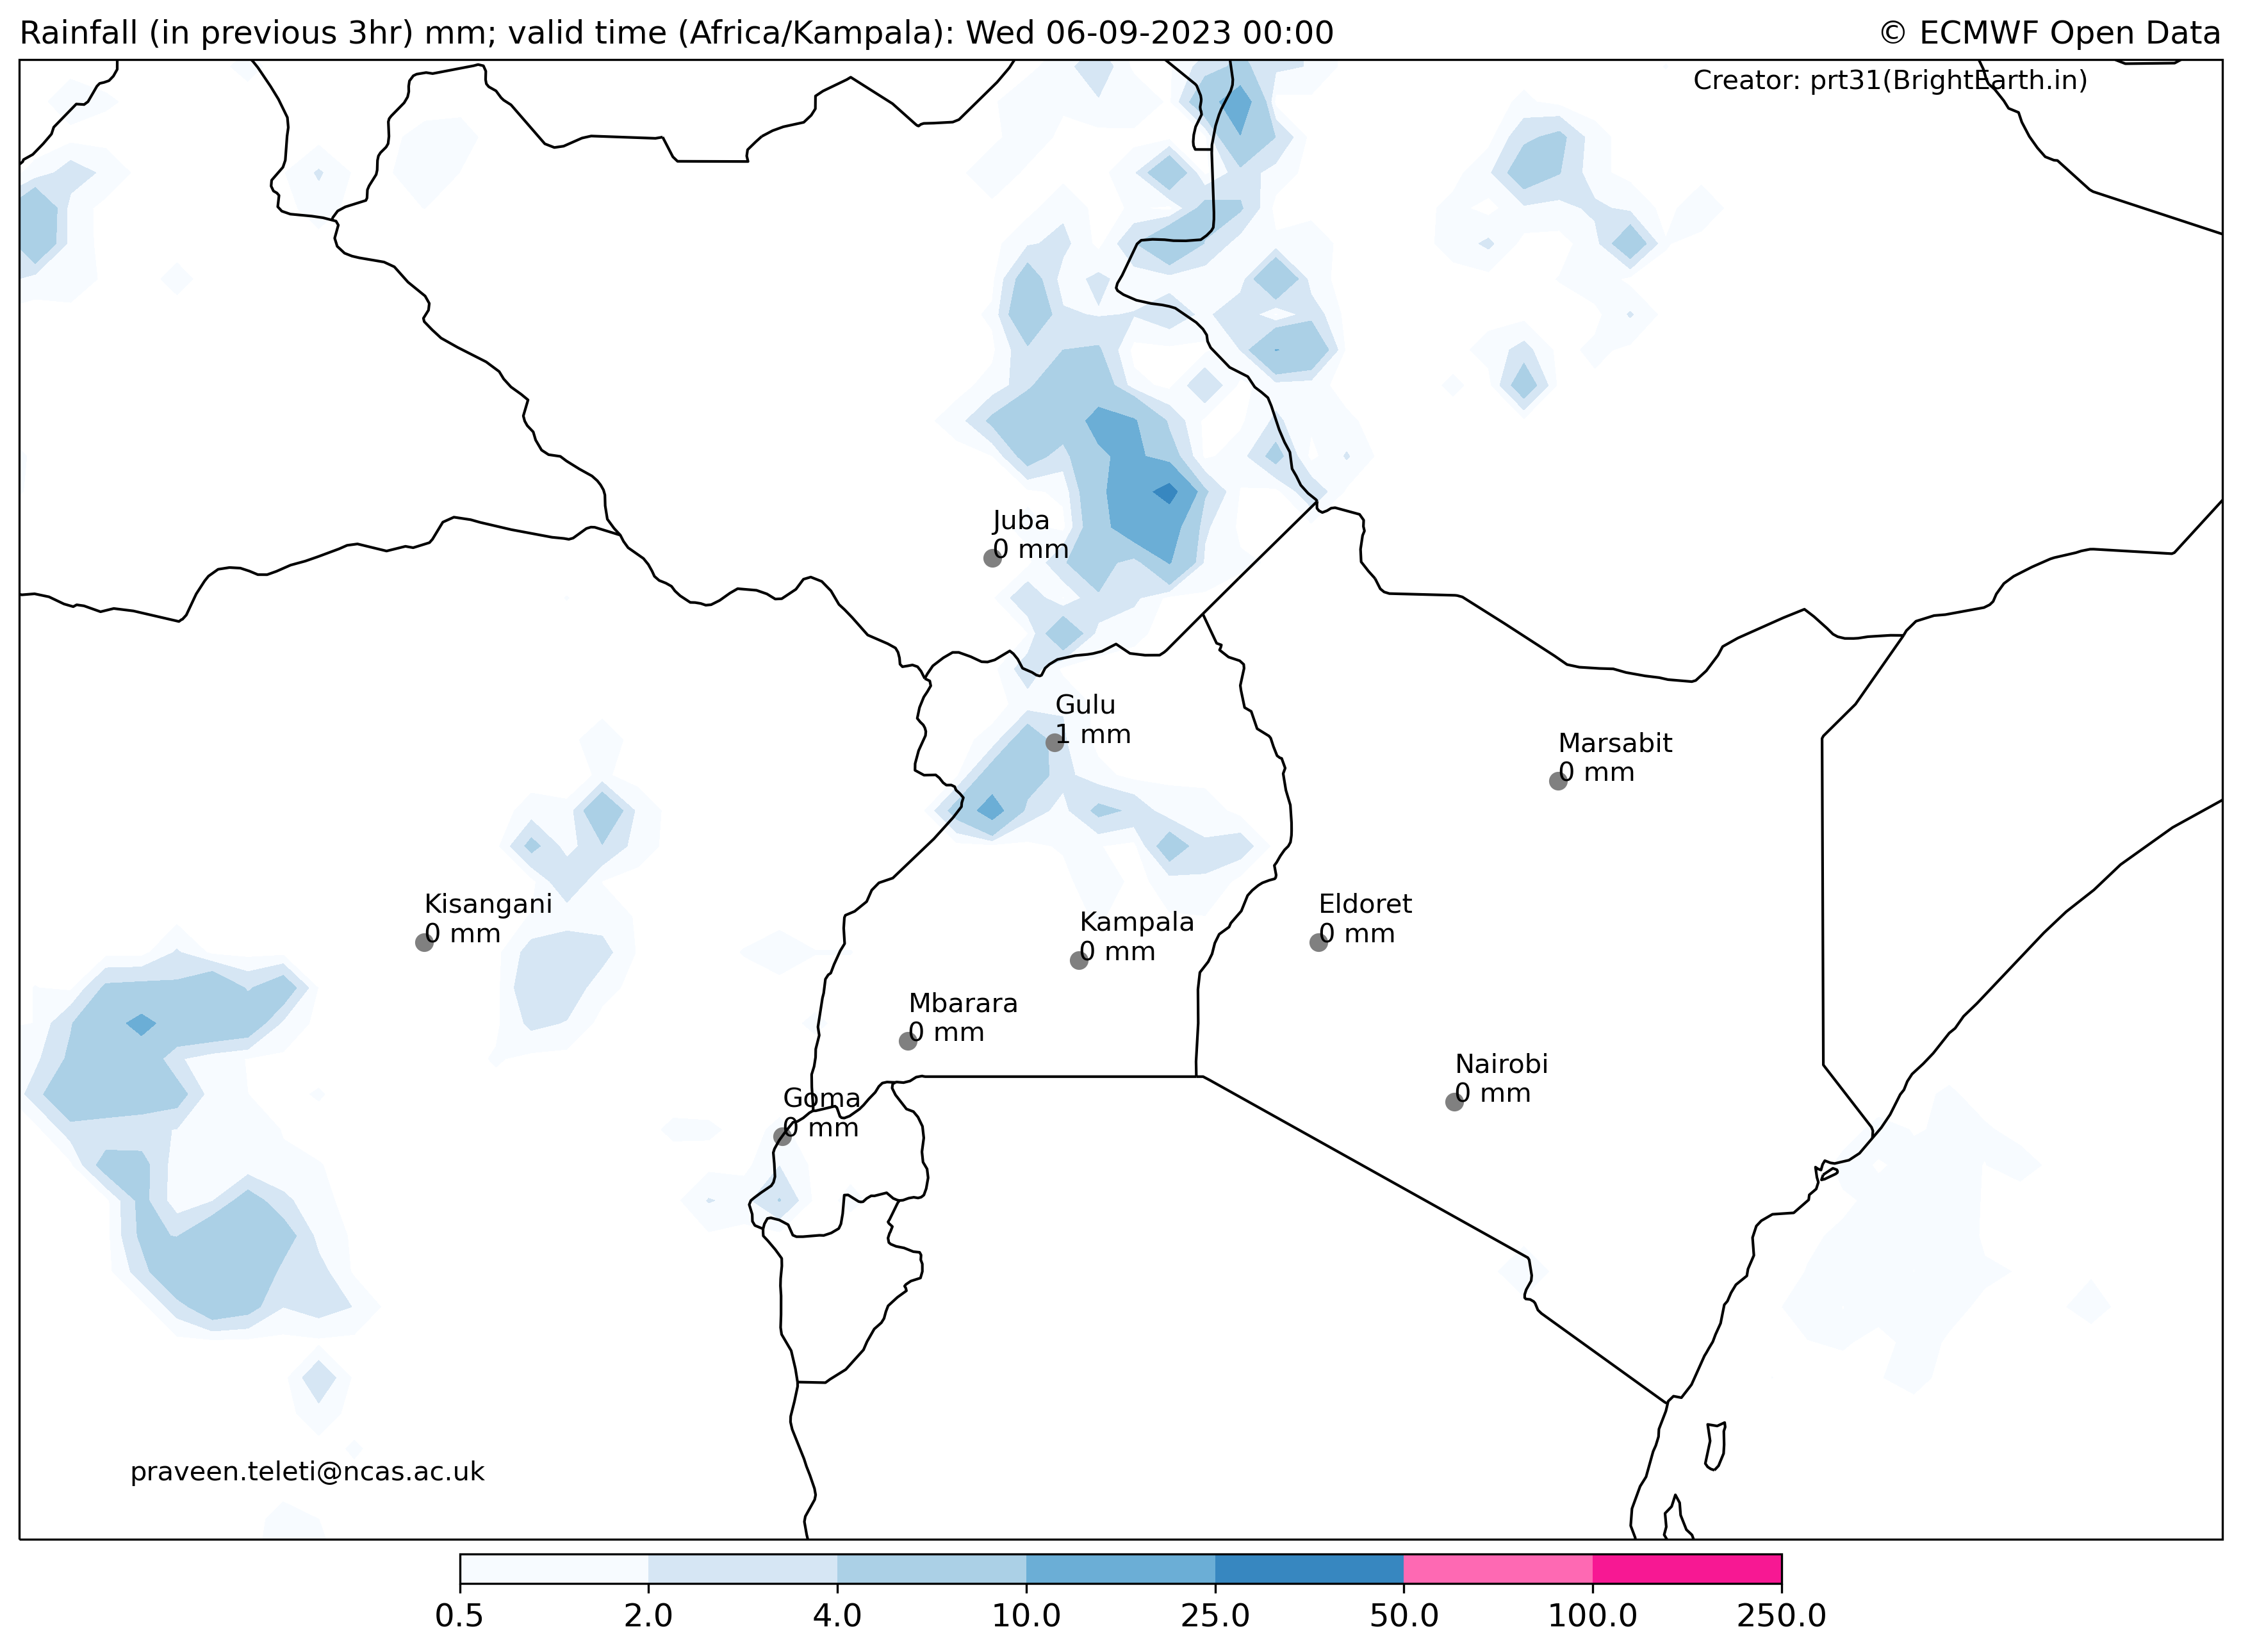 Rainfall (in previous 3hr) mm; valid time (Africa/Kampala): Wed 06-09-2023 00:00
© ECMWF Open Data
Creator: prt31(BrightEarth.in)
Juba
0 mm
Gulu
1 mm
Marsabit
0 mm
Kisangani
0 mm
Kampala
0 mm
Eldoret
0 mm
Mbarara
0 mm
Nairobi
0 mm
Goma
0 mm
praveen.teleti@ncas.ac.uk
0.5 2.0 4.0 10.0 25.0 50.0 100.0 250.0